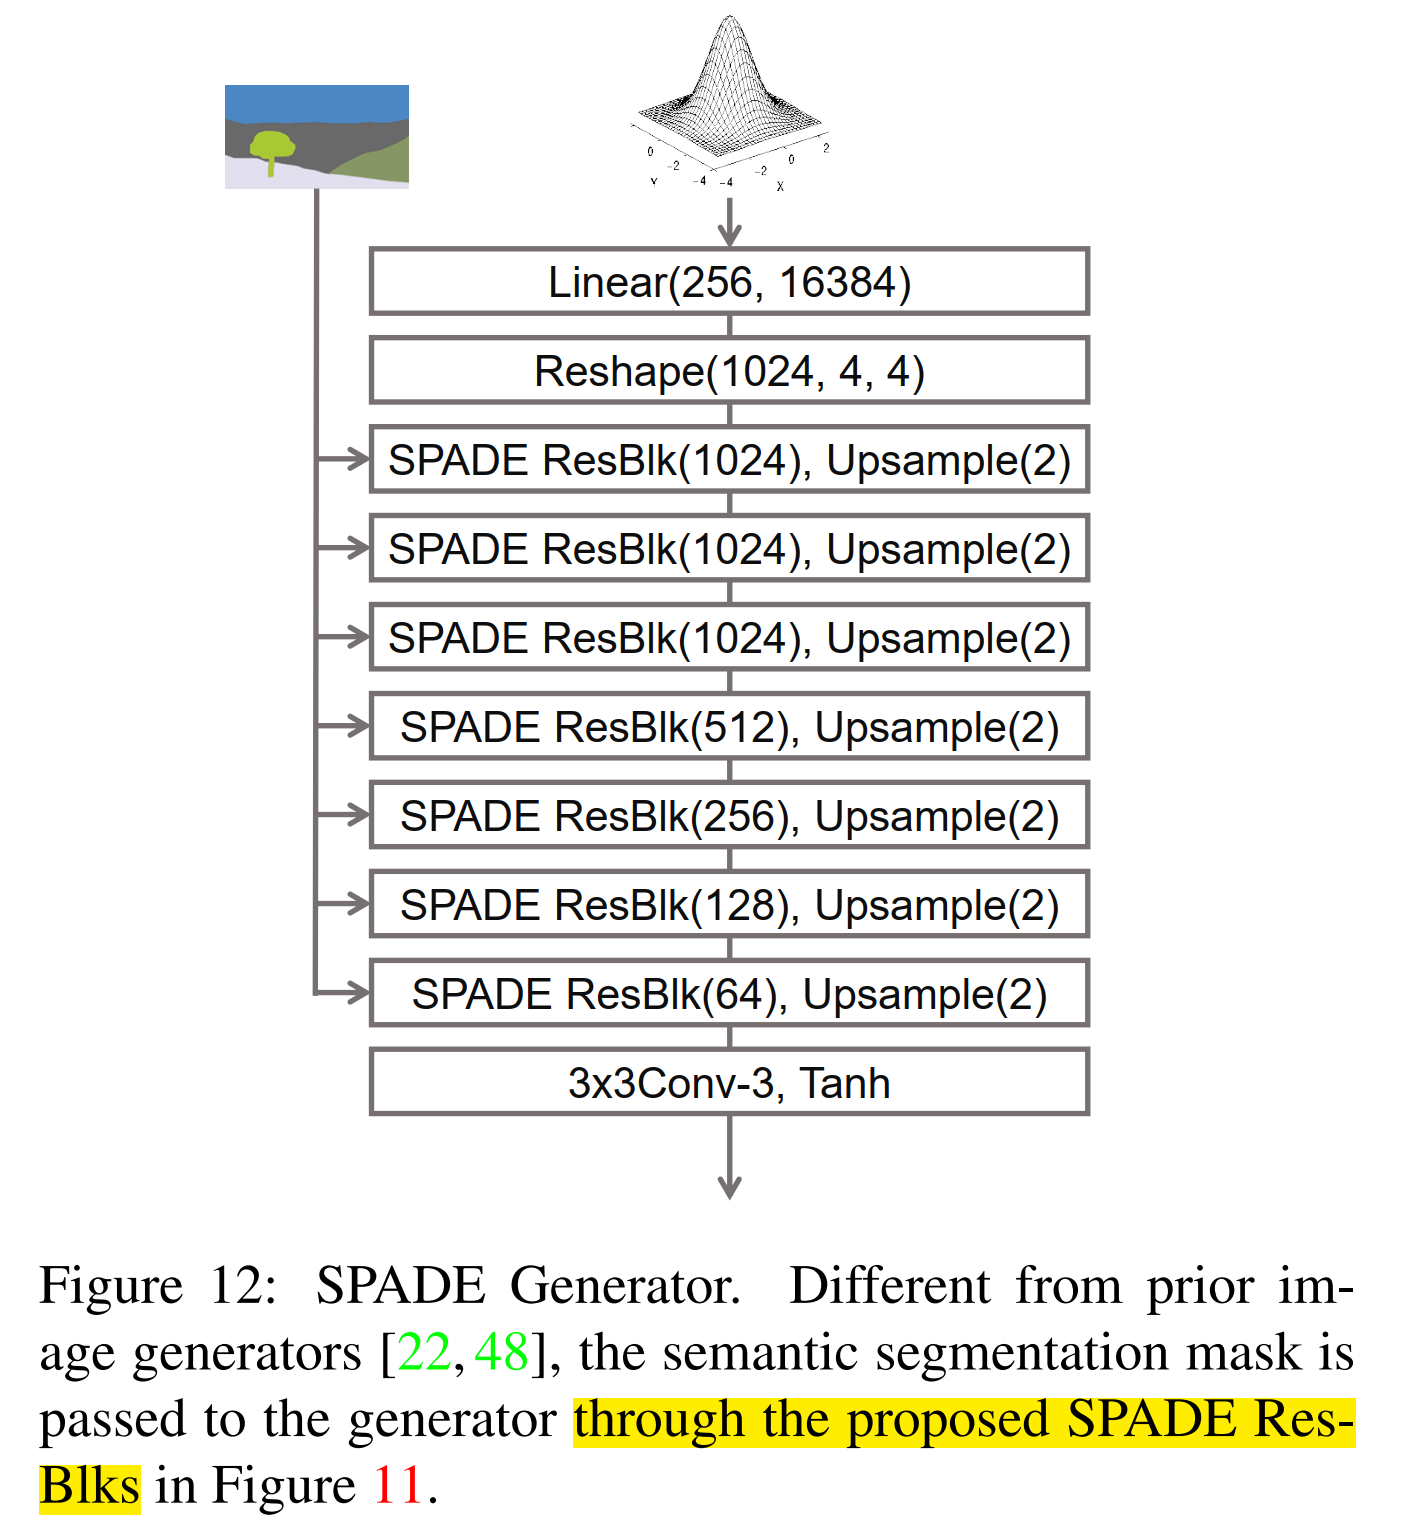 0
-2
-4
Y
-4
-2
0
2
X
Linear(256, 16384)
Reshape(1024, 4, 4)
SPADE ResBlk(1024), Upsample(2)
SPADE ResBlk(1024), Upsample(2)
SPADE ResBlk(1024), Upsample(2)
SPADE ResBlk(512), Upsample(2)
SPADE ResBlk(256), Upsample(2)
SPADE ResBlk(128), Upsample(2)
SPADE ResBlk(64), Upsample(2)
3x3Conv-3, Tanh
Figure 12: SPADE Generator. Different from prior im-
age generators [22, 48], the semantic segmentation mask is
passed to the generator through the proposed SPADE Res-
Blks in Figure 11.